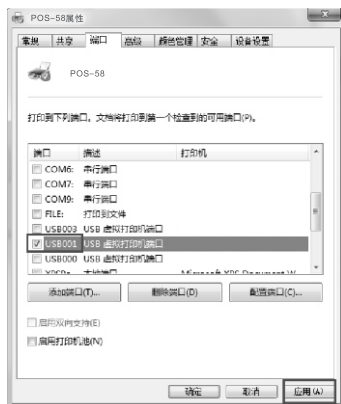 POS-58属性
常规 共享 端口 高级 颜色管理 安全 设备设置
POS-58
打印到下列端口。文档将打印到第一个检查到的可用端口(P)。
端口 描述 打印机
COM6: 串行端口
COM7: 串行端口
COM9: 串行端口
FILE: 打印到文件
USB003 USB 虚拟打印机端口
USB001 USB 虚拟打印机端口
USB000 USB 虚拟打印机端口
XPSPo 本地端口 Microsoft XPS Document W
添加端口(T)... 删除端口(D) 配置端口(C)...
启用双向支持(E)
启用打印机池(N)
确定 取消 应用(A)